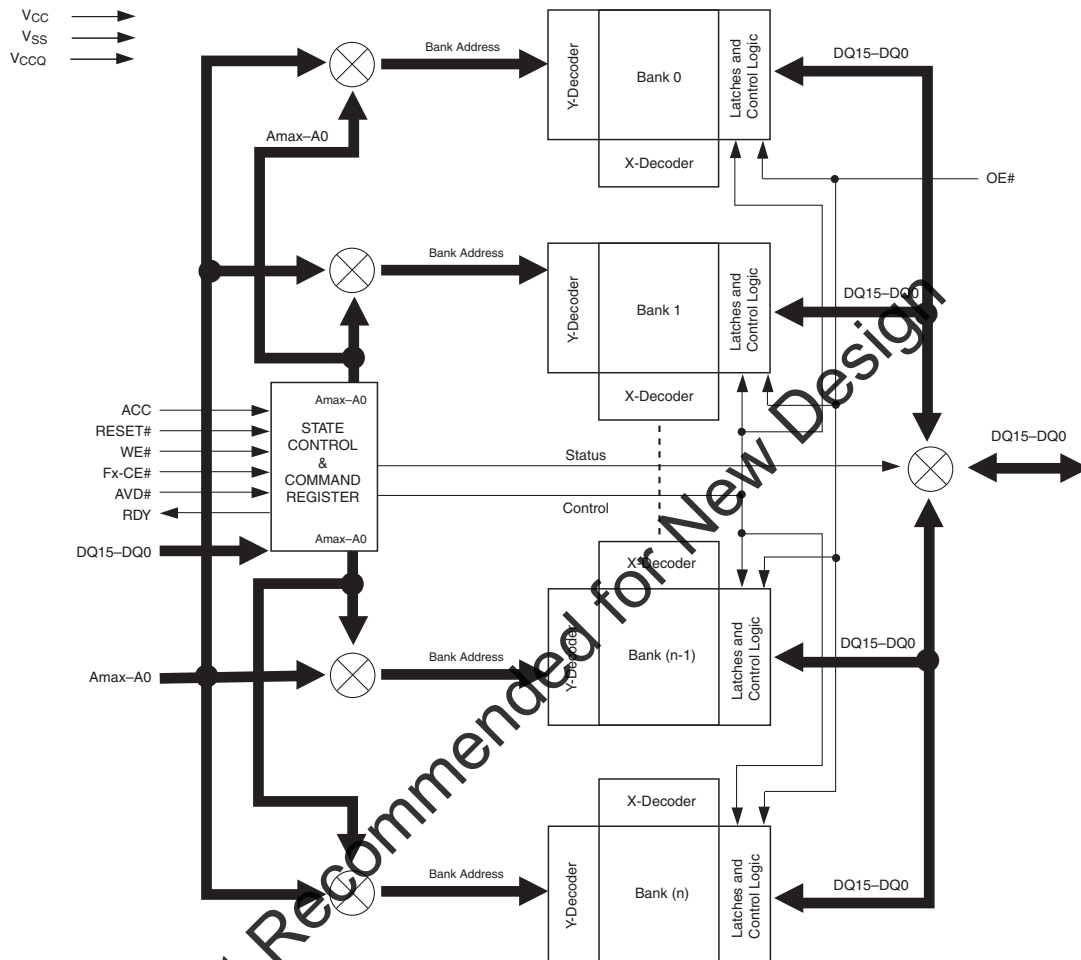 VCC
VSS
VCCQ
Bank Address
Y-Decoder
Bank 0
Latches and
Control Logic
DQ15–DQ0
Amax–A0
X-Decoder
OE#
Bank Address
Y-Decoder
Bank 1
Latches and
Control Logic
DQ15–DQ0
X-Decoder
Amax–A0
STATE
CONTROL
&
COMMAND
REGISTER
Amax–A0
ACC
RESET#
WE#
Fx-CE#
AVD#
RDY
DQ15–DQ0
Status
Control
DQ15–DQ0
X-Decoder
Amax–A0
Bank Address
Y-Decoder
Bank (n-1)
Latches and
Control Logic
DQ15–DQ0
X-Decoder
Bank Address
Y-Decoder
Bank (n)
Latches and
Control Logic
DQ15–DQ0
Recommended for New Design